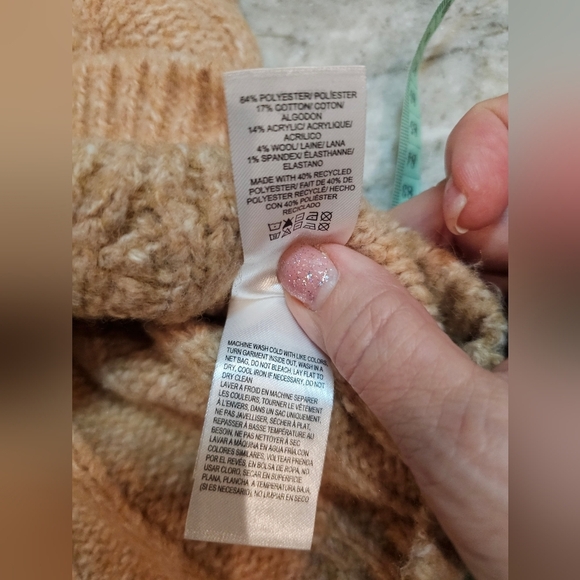 64% POLYESTER/ POLÍESTER
17% COTTON/ COTON/
ALGODON
14% ACRYLIC/ ACRYLIQUE/
ACRILICO
4% WOOL/ LAINE/ LANA
1% SPANDEX/ ÉLASTHANNE/
ELASTANO
MADE WITH 40% RECYCLED
POLYESTER/ FAIT DE 40% DE
POLYESTER RECYCLÉ/ HECHO
CON 40% POLIÉSTER
RECICLADO
MACHINE WASH COLD WITH LIKE COLORS,
TURN GARMENT INSIDE OUT, WASH IN A
NET BAG, DO NOT BLEACH. LAY FLAT TO
DRY, COOL IRON IF NECESSARY, DO NOT
DRY CLEAN
LAVER À FROID EN MACHINE SÉPARER
LES COULEURS, TOURNER LE VÊTEMENT
À L'ENVERS, DANS UN SAC UNIQUEMENT
NE PAS JAVELLISER, SÉCHER À PLAT,
REPASSER À BASSE TEMPÉRATURE AU
BESOIN, NE PAS NETTOYER À SEC
LAVAR A MÁQUINA EN AGUA FRÍA CON
COLORES SIMILARES, VOLTEAR PRENDA
POR EL REVÉS, EN BOLSA DE ROPA, NO
USAR CLORO, SECAR EN SUPERFICIE
PLANA, PLANCHA, A TEMPERATURA BAJA,
(SI ES NECESARIO), NO LIMPIAR EN SECO